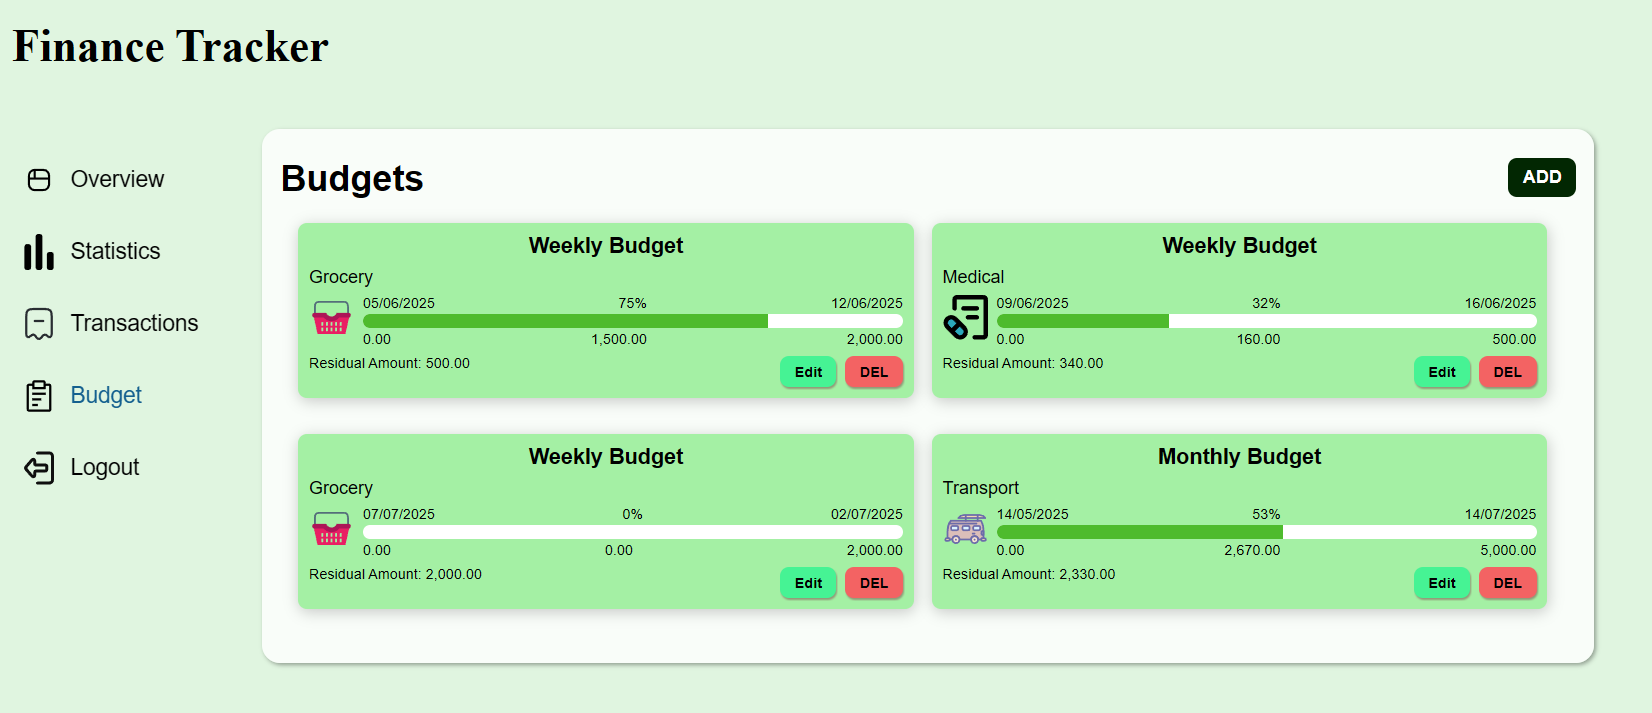 Finance Tracker
Overview
Statistics
Transactions
Budget
Logout
Budgets
ADD
Weekly Budget
Grocery
05/06/2025 75% 12/06/2025
0.00 1,500.00 2,000.00
Residual Amount: 500.00
Edit DEL
Weekly Budget
Medical
09/06/2025 32% 16/06/2025
0.00 160.00 500.00
Residual Amount: 340.00
Edit DEL
Weekly Budget
Grocery
07/07/2025 0% 02/07/2025
0.00 0.00 2,000.00
Residual Amount: 2,000.00
Edit DEL
Monthly Budget
Transport
14/05/2025 53% 14/07/2025
0.00 2,670.00 5,000.00
Residual Amount: 2,330.00
Edit DEL